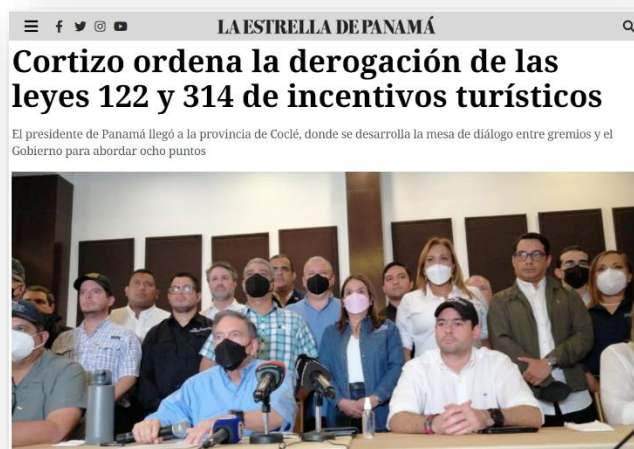 LA ESTRELLA DE PANAMÁ
Cortizo ordena la derogación de las
leyes 122 y 314 de incentivos turísticos
El presidente de Panamá llegó a la provincia de Coclé, donde se desarrolla la mesa de diálogo entre gremios y el
Gobierno para abordar ocho puntos